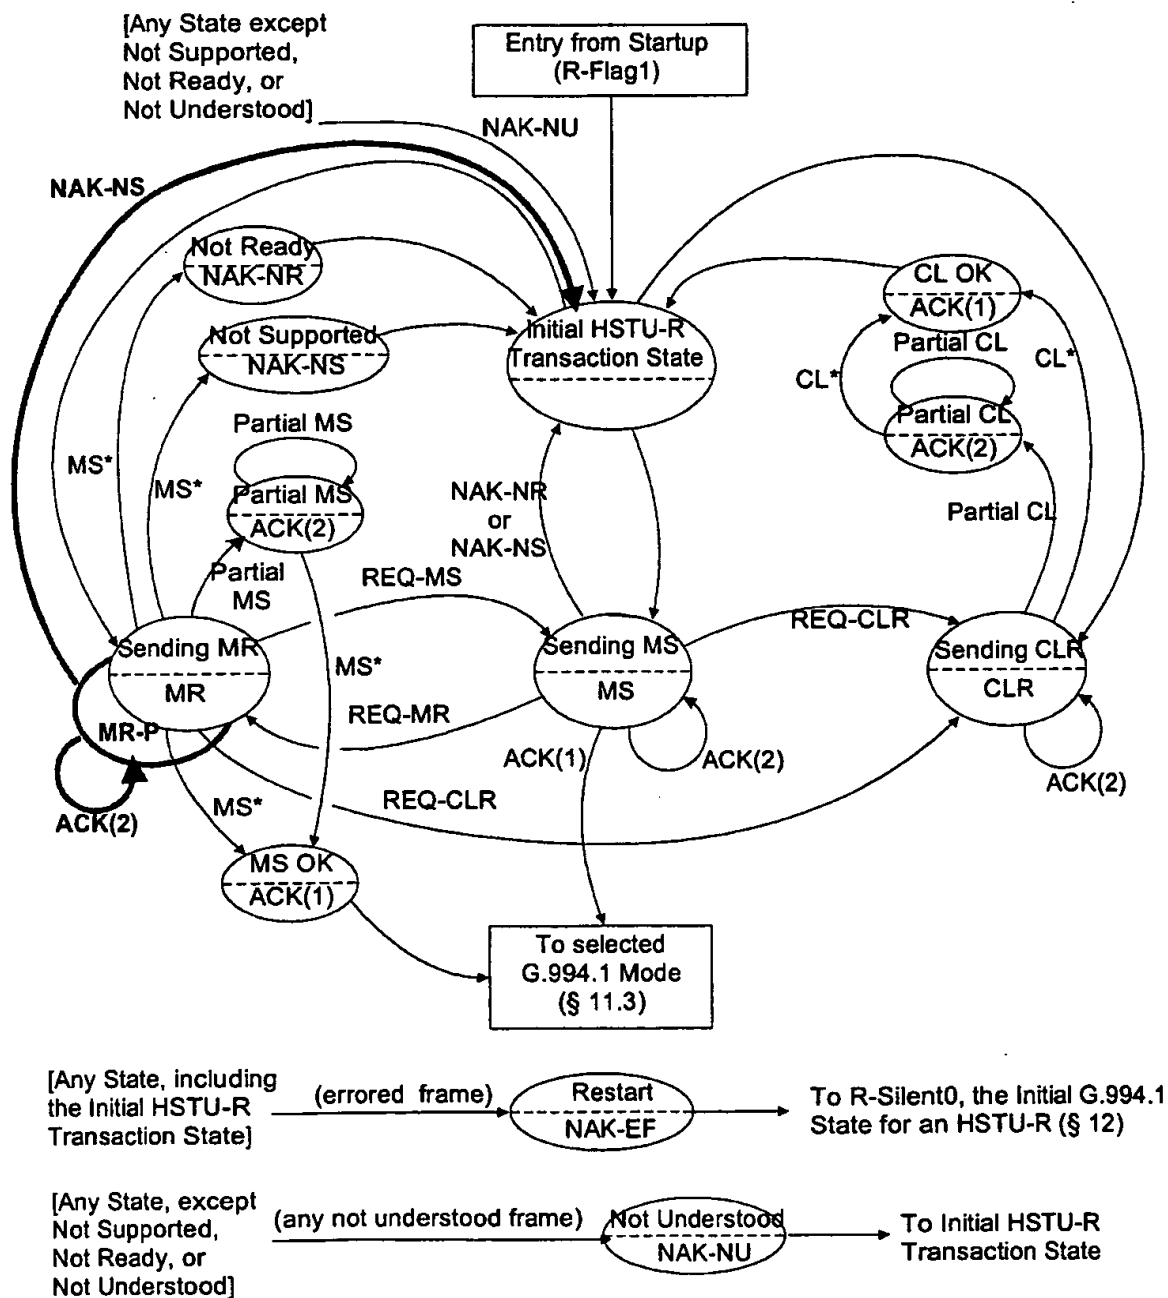 [Any State except
Not Supported,
Not Ready, or
Not Understood]
Entry from Startup
(R-Flag1)
NAK-NU
NAK-NS
Not Ready
NAK-NR
CL OK
ACK(1)
Initial HSTU-R
Transaction State
Not Supported
NAK-NS
Partial CL
CL*
CL*
Partial CL
ACK(2)
Partial MS
MS*
MS*
Partial MS
ACK(2)
NAK-NR
or
NAK-NS
Partial CL
Partial
MS
REQ-MS
REQ-CLR
Sending MR
MR
MS*
Sending MS
MS
Sending CLR
CLR
REQ-MR
MR-P
ACK(1)
ACK(2)
ACK(2)
ACK(2)
MS*
REQ-CLR
MS OK
ACK(1)
To selected
G.994.1 Mode
(§ 11.3)
[Any State, including
the Initial HSTU-R
Transaction State]
(errored frame)
Restart
NAK-EF
To R-Silent0, the Initial G.994.1
State for an HSTU-R (§ 12)
[Any State, except
Not Supported,
Not Ready, or
Not Understood]
(any not understood frame)
Not Understood
NAK-NU
To Initial HSTU-R
Transaction State